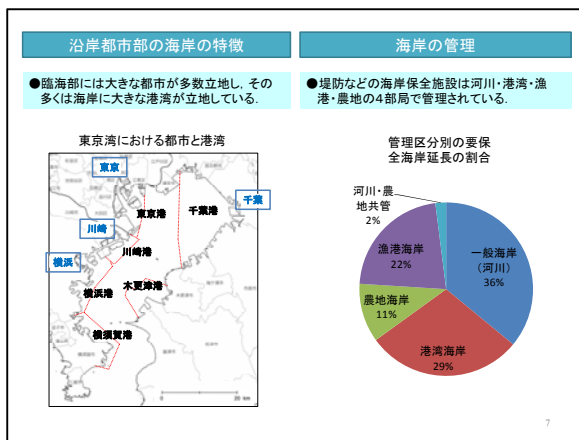 沿岸都市部の海岸の特徴
●臨海部には大きな都市が多数立地し，その
多くは海岸に大きな港湾が立地している．
東京湾における都市と港湾
東京
千葉
川崎
横浜
東京港
千葉港
川崎港
横浜港
木更津港
横須賀港
20 km
海岸の管理
●堤防などの海岸保全施設は河川・港湾・漁
港・農地の４部局で管理されている．
管理区分別の要保
全海岸延長の割合
河川・農
地共管
2%
漁港海岸
22%
一般海岸
（河川）
36%
農地海岸
11%
港湾海岸
29%
7